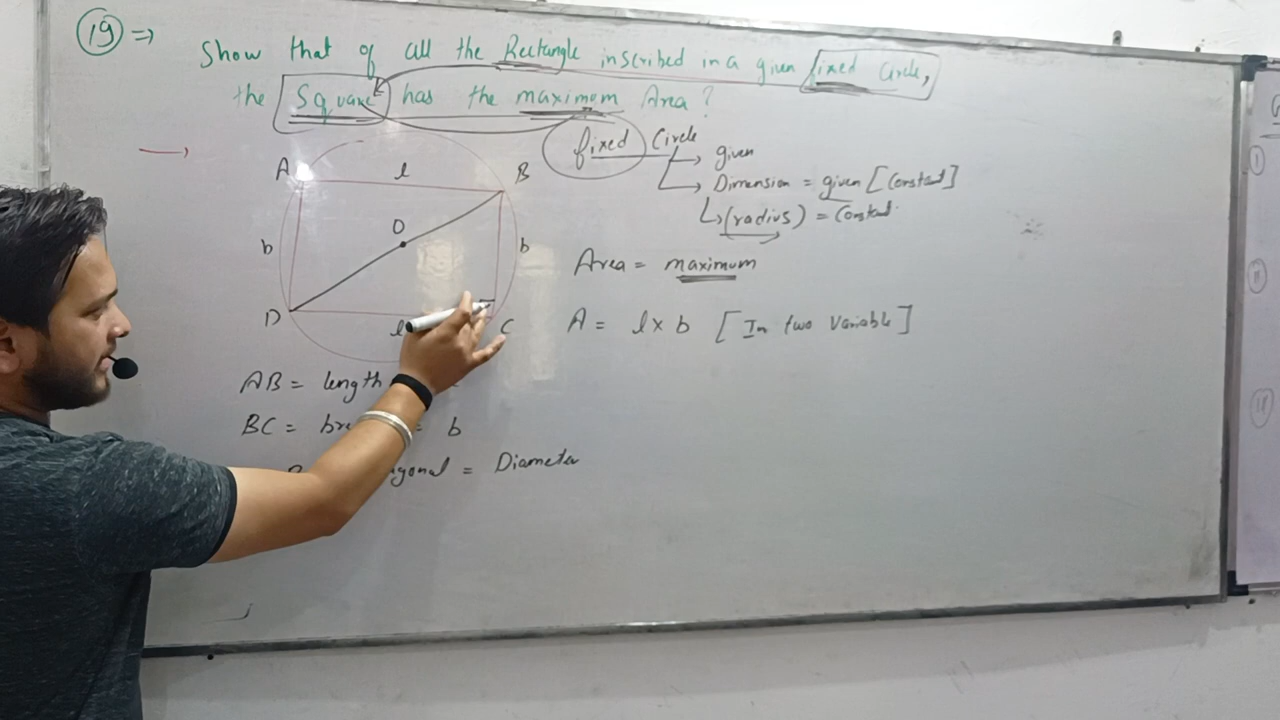 19 ⇒ Show that of all the Rectangle inscribed in a given fixed Circle,
the Square has the maximum Area ?
fixed Circle
→ given
→ Dimension = given [Constant]
↳ (radius) = Constant
A l B
b O b
D l C
Area = maximum
A = l × b [In two Variable]
AB = length
BC = = b
= Diameter